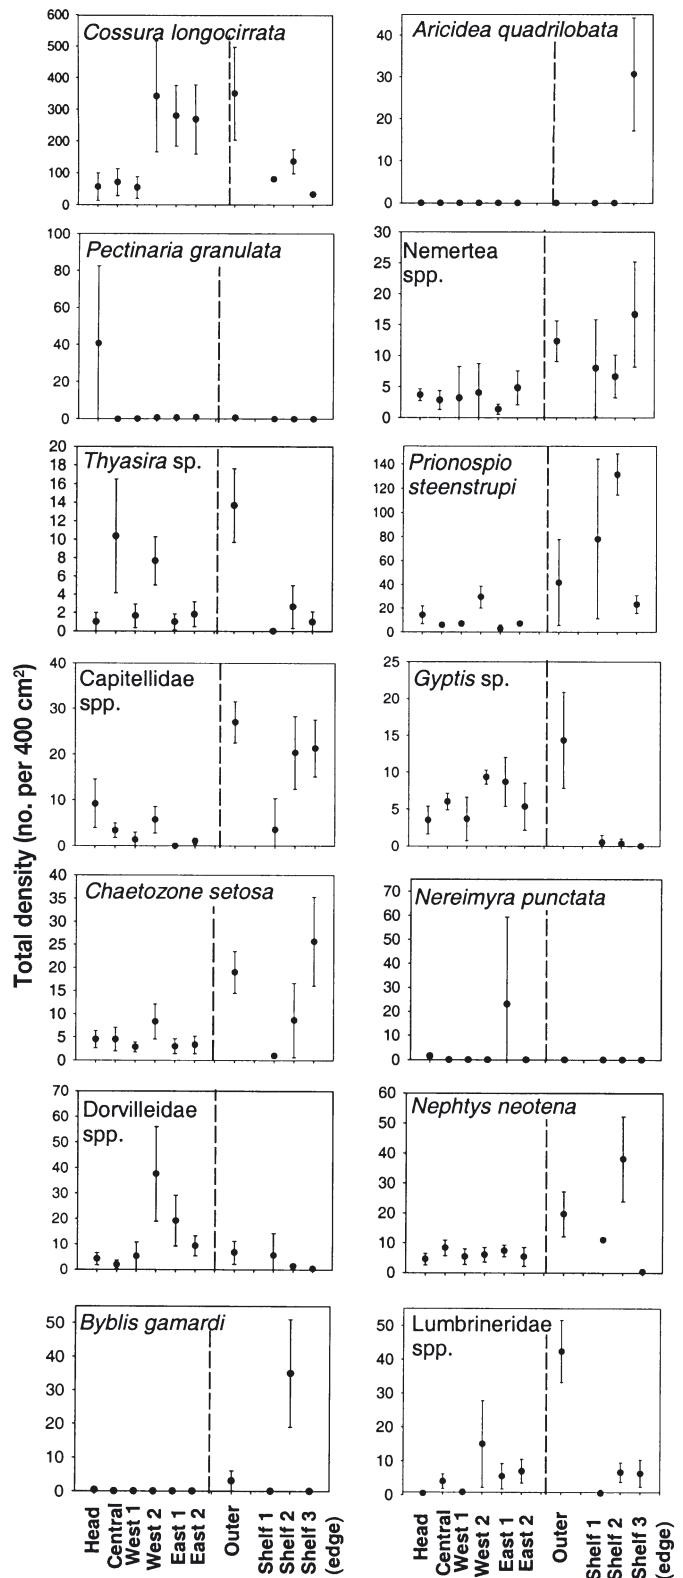 Total density (no. per 400 cm²)
Cossura longocirrata
600
500
400
300
200
100
0
Aricidea quadrilobata
40
30
20
10
0
Pectinaria granulata
100
80
60
40
20
0
Nemertea
spp.
30
25
20
15
10
5
0
Thyasira sp.
20
18
16
14
12
10
8
6
4
2
0
Prionospio
steenstrupi
140
120
100
80
60
40
20
0
Capitellidae
spp.
40
30
20
10
0
Gyptis sp.
25
20
15
10
5
0
Chaetozone setosa
40
35
30
25
20
15
10
5
0
Nereimyra punctata
70
60
50
40
30
20
10
0
Dorvilleidae
spp.
70
60
50
40
30
20
10
0
Nephtys neotena
60
50
40
30
20
10
0
Byblis gamardi
50
40
30
20
10
0
Lumbrineridae
spp.
50
40
30
20
10
0
Head
Central
West 1
West 2
East 1
East 2
Outer
Shelf 1
Shelf 2
Shelf 3
(edge)
Head
Central
West 1
West 2
East 1
East 2
Outer
Shelf 1
Shelf 2
Shelf 3
(edge)